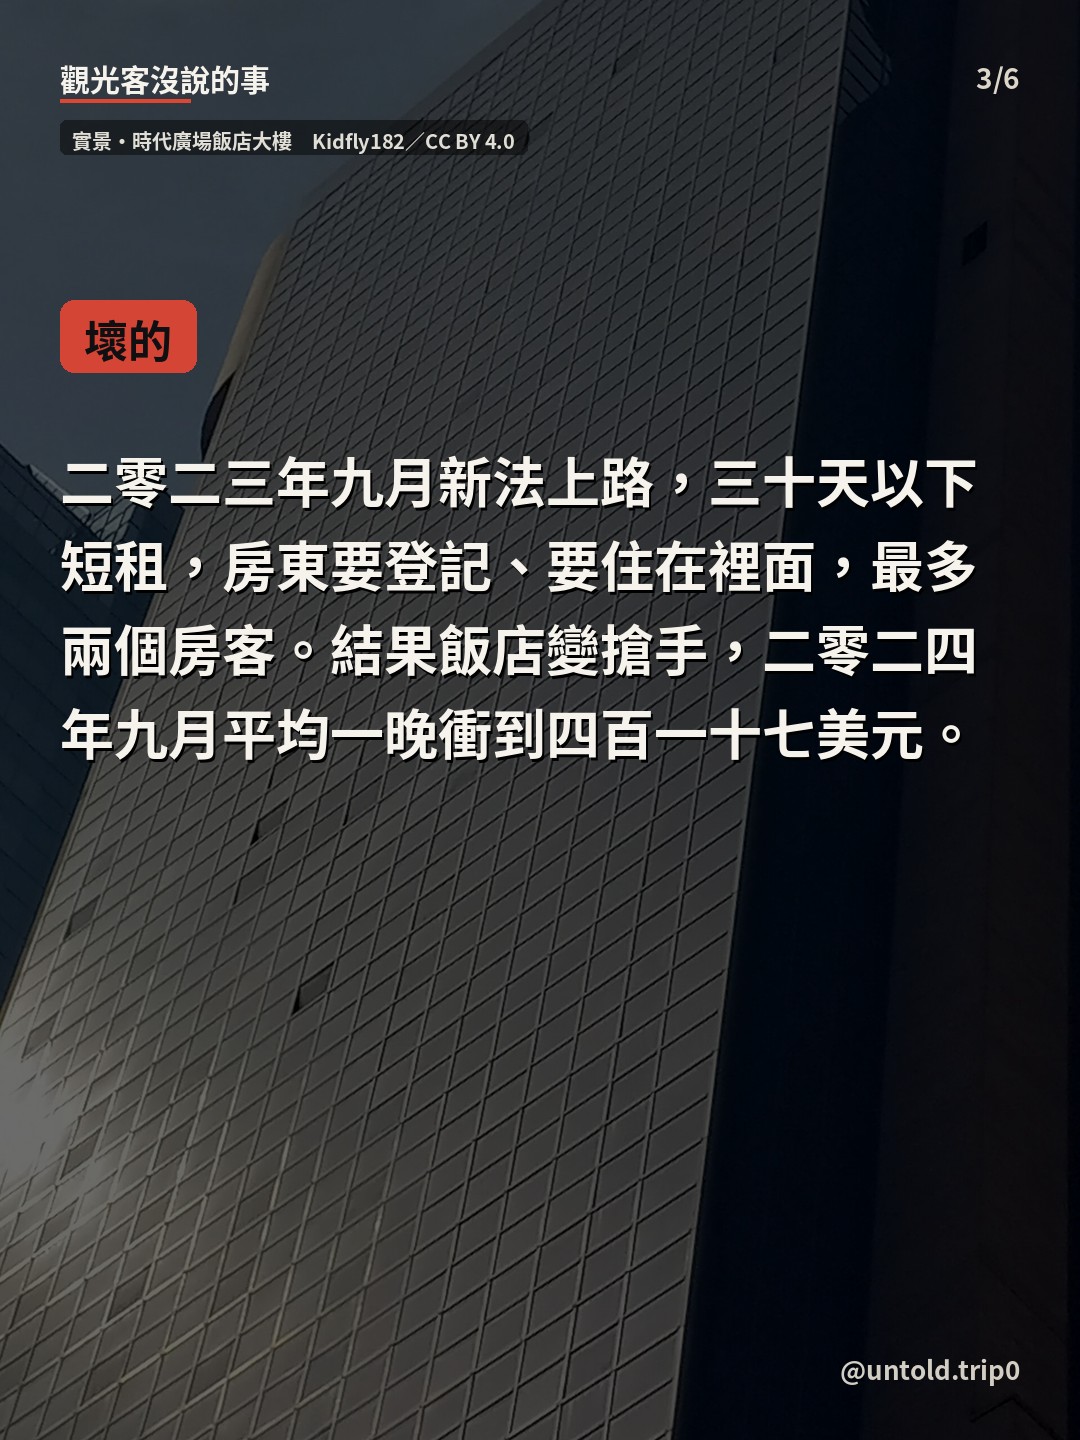 觀光客沒說的事
3/6
實景・時代廣場飯店大樓 Kidfly182／CC BY 4.0
壞的
二零二三年九月新法上路，三十天以下
短租，房東要登記、要住在裡面，最多
兩個房客。結果飯店變搶手，二零二四
年九月平均一晚衝到四百一十七美元。
@untold.trip0